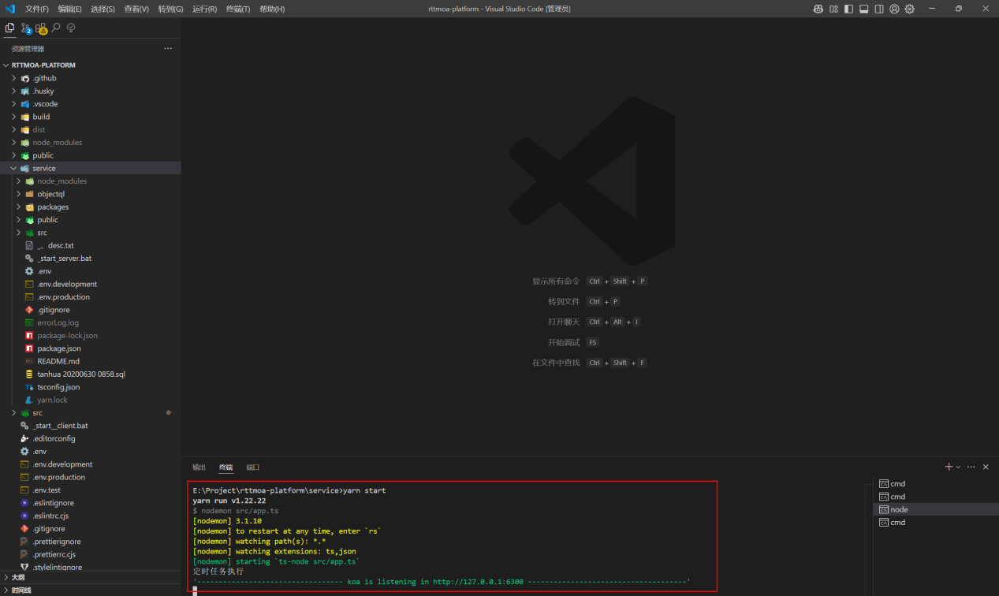 文件(F) 编辑(E) 选择(S) 查看(V) 转到(G) 运行(R) 终端(T) 帮助(H)
rttmoa-platform - Visual Studio Code [管理员]
2
资源管理器
RTTMOA-PLATFORM
.github
.husky
.vscode
build
dist
node_modules
public
service
node_modules
objectql
packages
public
src
_、 desc.txt
_start_server.bat
.env
.env.development
.env.production
.gitignore
errorLog.log
package-lock.json
package.json
README.md
tanhua 20200630 0858.sql
tsconfig.json
yarn.lock
src
_start__client.bat
.editorconfig
.env
.env.development
.env.production
.env.test
.eslintignore
.eslintrc.cjs
.gitignore
.prettierignore
.prettierrc.cjs
.stylelintignore
大纲
时间线
显示所有命令 Ctrl + Shift + P
转到文件 Ctrl + P
打开聊天 Ctrl + Alt + I
开始调试 F5
在文件中查找 Ctrl + Shift + F
输出 终端 端口
E:\Project\rttmoa-platform\service>yarn start
yarn run v1.22.22
$ nodemon src/app.ts
[nodemon] 3.1.10
[nodemon] to restart at any time, enter `rs`
[nodemon] watching path(s): *.*
[nodemon] watching extensions: ts,json
[nodemon] starting `ts-node src/app.ts`
定时任务执行
'---------------------------------- koa is listening in http://127.0.0.1:6300 -------------------------------------'
cmd
cmd
node
cmd